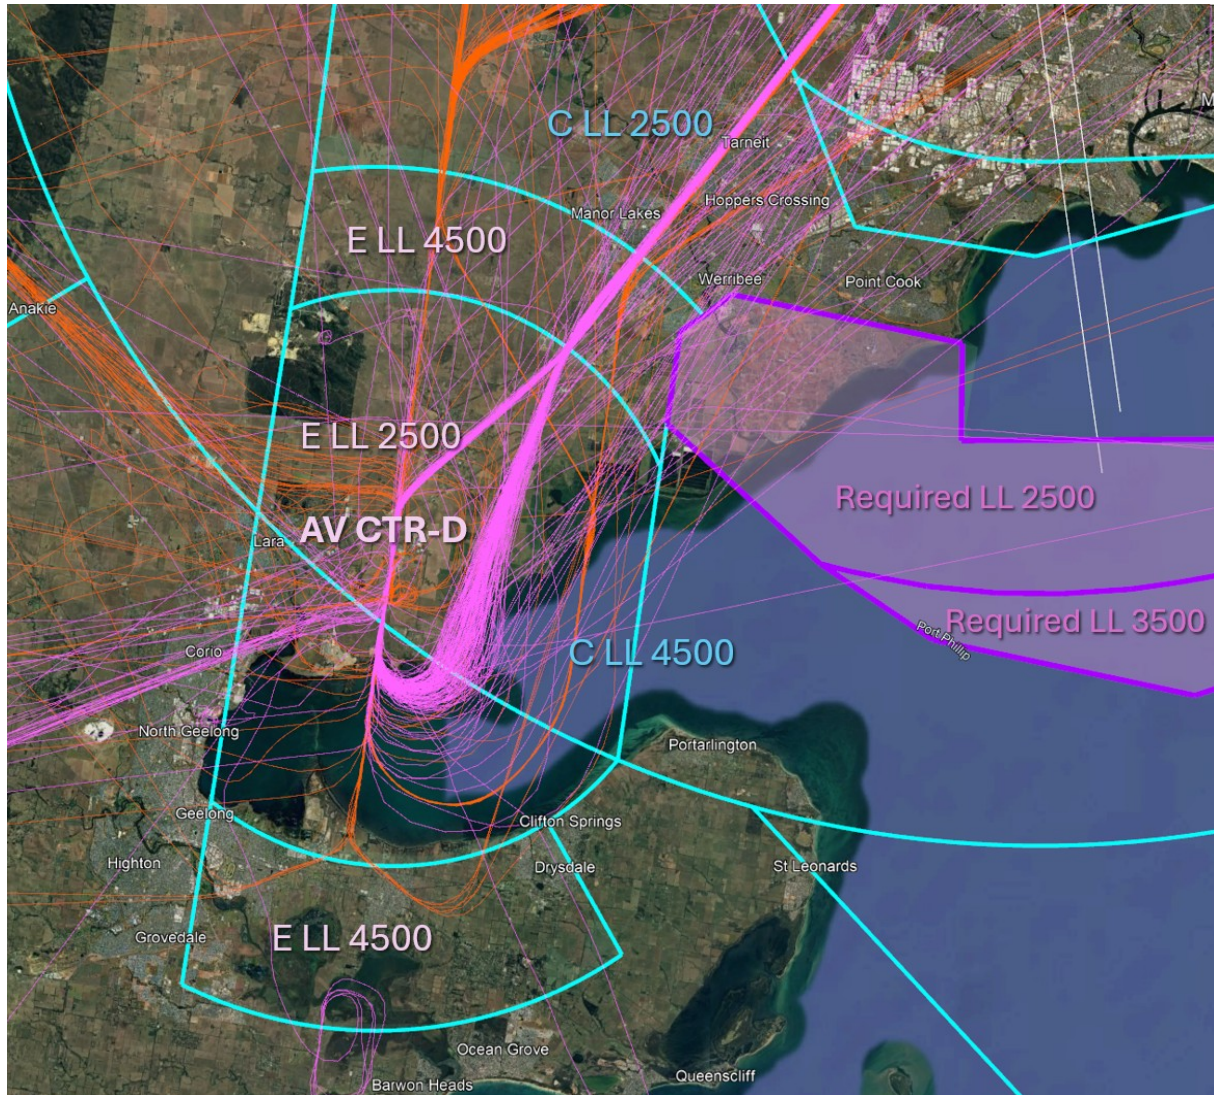 C LL 2500
Tarneit
Hoppers Crossing
Manor Lakes
E LL 4500
Werribee
Point Cook
Anakie
E LL 2500
Required LL 2500
AV CTR-D
Lara
Required LL 3500
Port Phillip
C LL 4500
Corio
North Geelong
Portarlington
Geelong
Clifton Springs
Highton
Drysdale
St Leonards
Grovedale
E LL 4500
Ocean Grove
Queenscliff
Barwon Heads